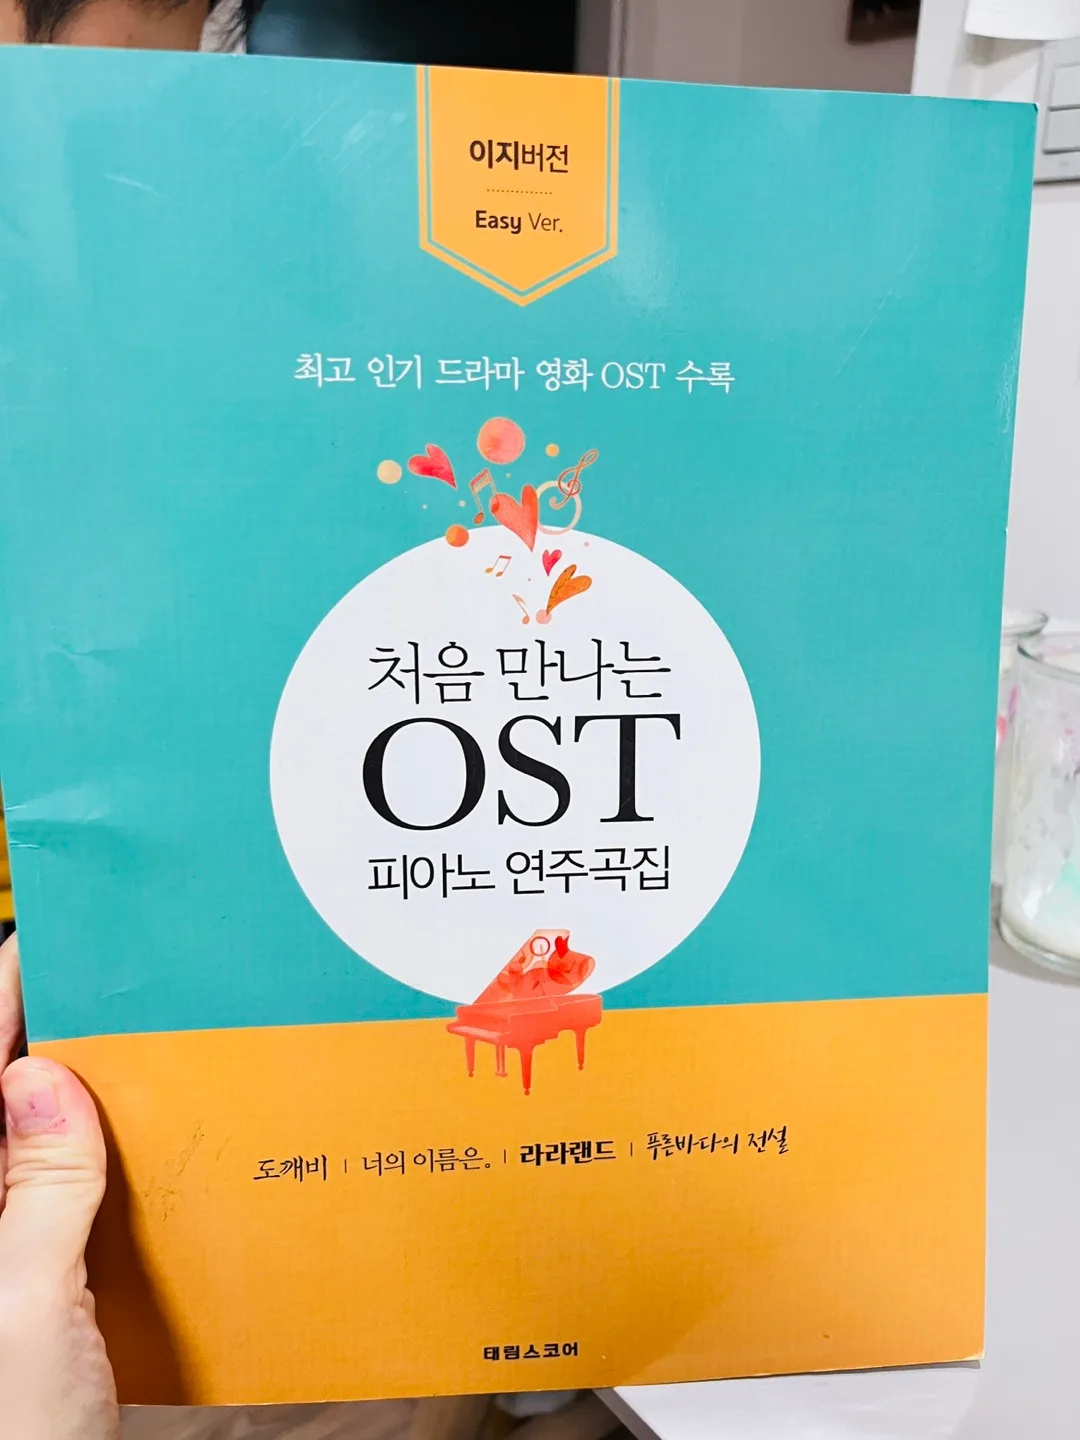 이지버전
Easy Ver.
최고 인기 드라마 영화 OST 수록
처음 만나는
OST
피아노 연주곡집
도깨비 | 너의 이름은. | 라라랜드 | 푸른바다의 전설
태림스코어